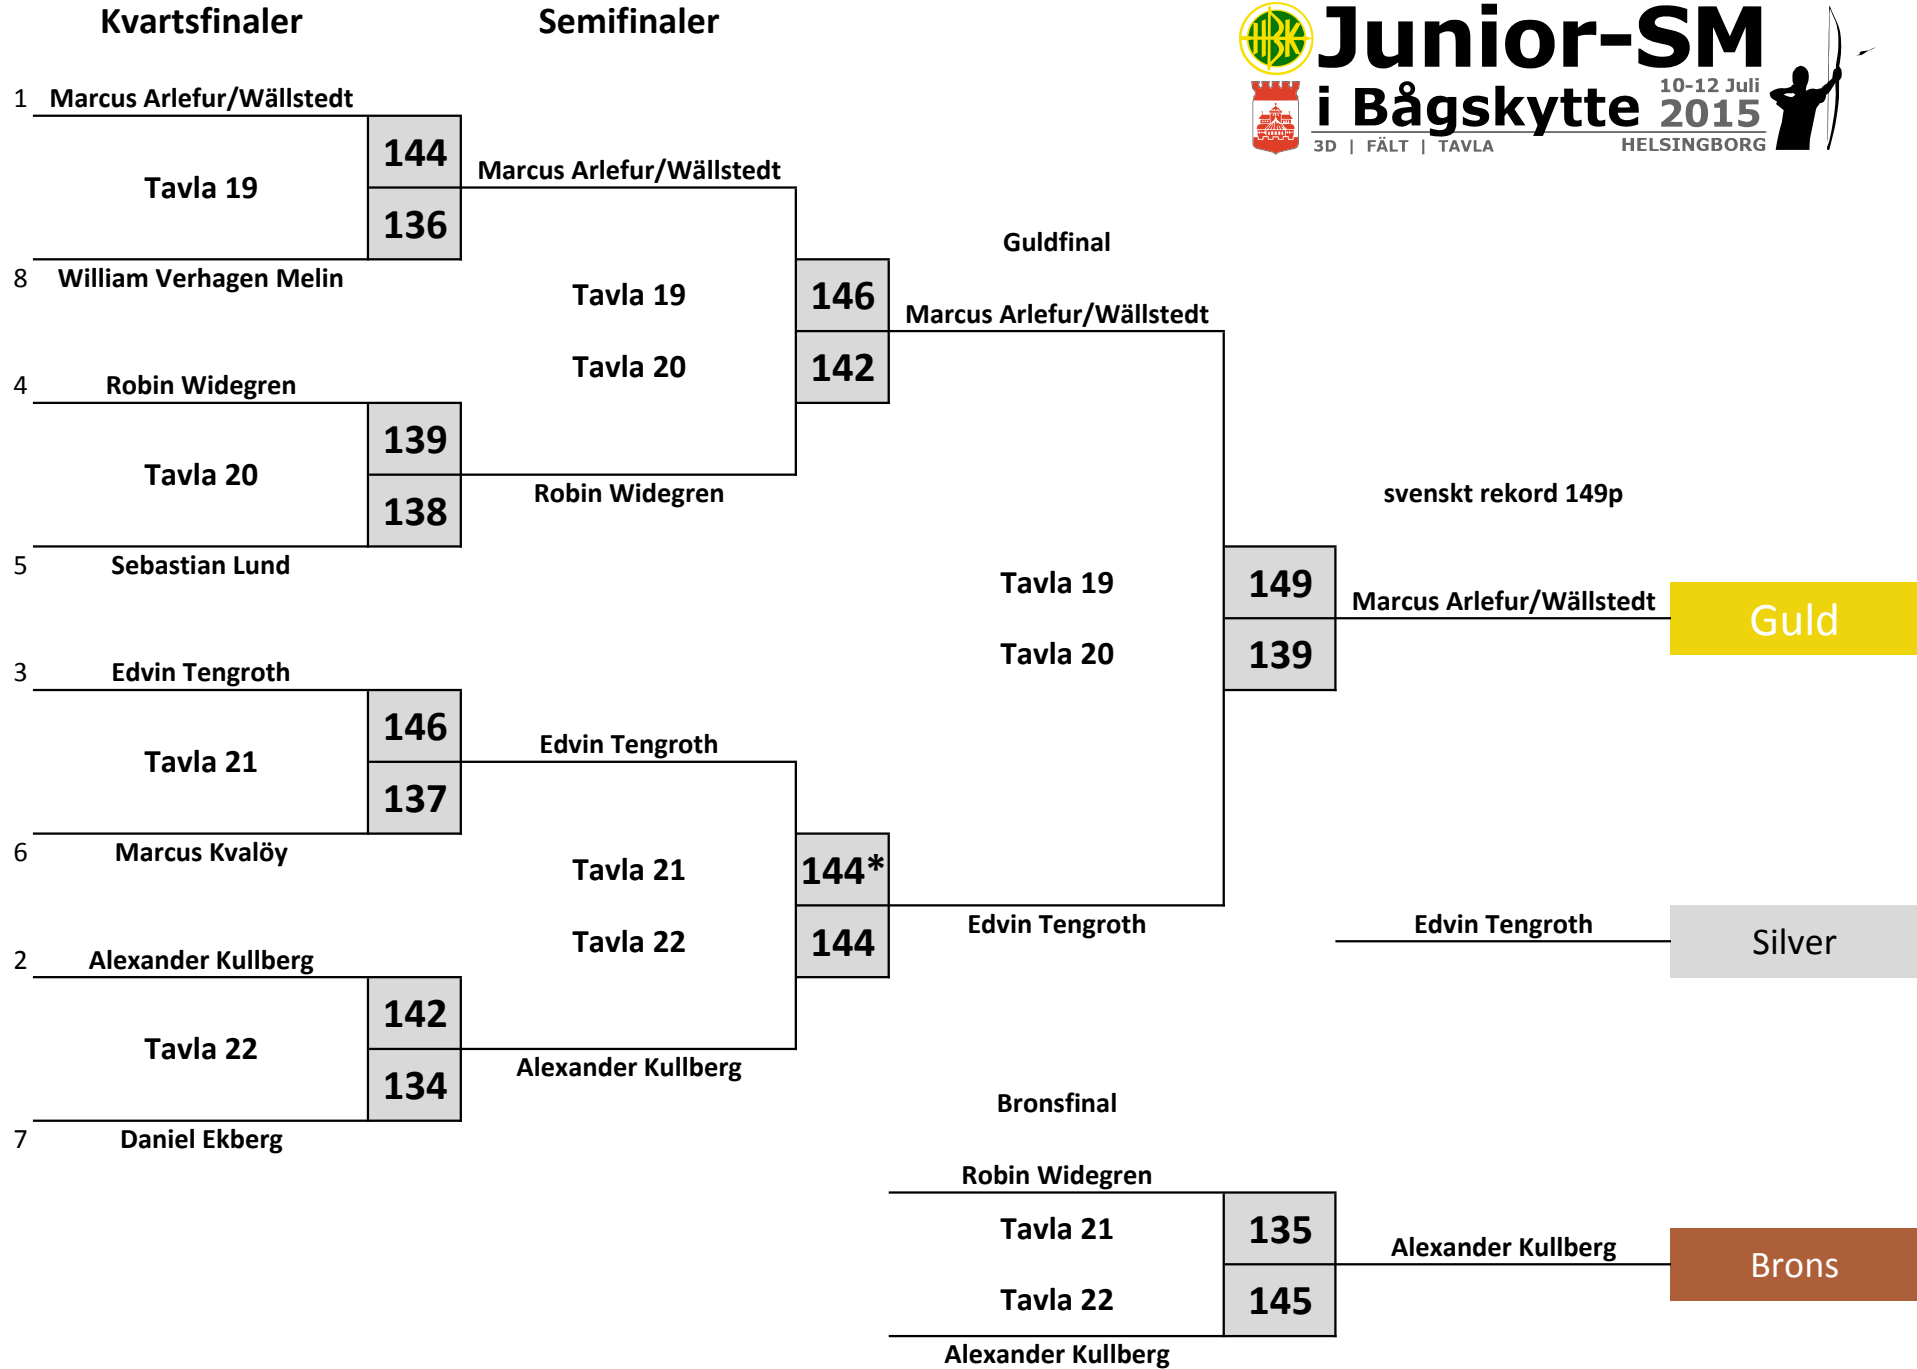 Kvartsfinaler
Semifinaler
HBK
Junior-SM
i Bågskytte
10-12 Juli
2015
3D | FÄLT | TAVLA
HELSINGBORG
1 Marcus Arlefur/Wällstedt
144
Tavla 19
136
8 William Verhagen Melin
Marcus Arlefur/Wällstedt
4 Robin Widegren
139
Tavla 20
138
5 Sebastian Lund
Robin Widegren
Tavla 19
146
Tavla 20
142
3 Edvin Tengroth
146
Tavla 21
137
6 Marcus Kvalöy
Edvin Tengroth
2 Alexander Kullberg
142
Tavla 22
134
7 Daniel Ekberg
Alexander Kullberg
Tavla 21
144*
Tavla 22
144
Guldfinal
Marcus Arlefur/Wällstedt
Tavla 19
149
Tavla 20
139
Edvin Tengroth
svenskt rekord 149p
Marcus Arlefur/Wällstedt
Guld
Edvin Tengroth
Silver
Bronsfinal
Robin Widegren
Tavla 21
135
Tavla 22
145
Alexander Kullberg
Alexander Kullberg
Brons